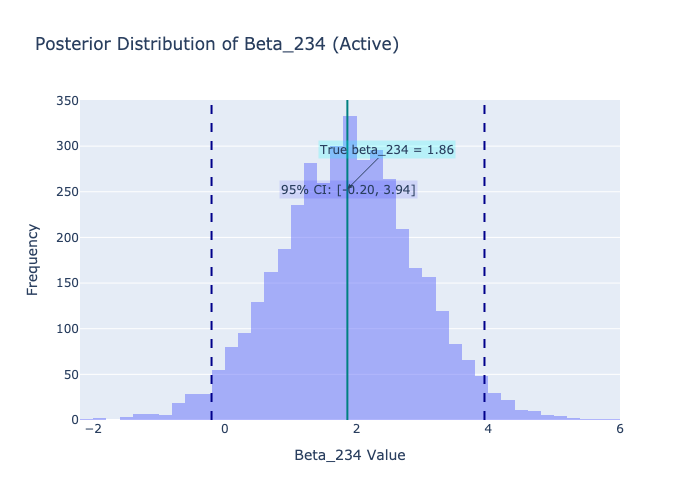 Posterior Distribution of Beta_234 (Active)
350
300
250
200
150
100
50
0
True beta_234 = 1.86
95% CI: [-0.20, 3.94]
Frequency
−2
0
2
4
6
Beta_234 Value